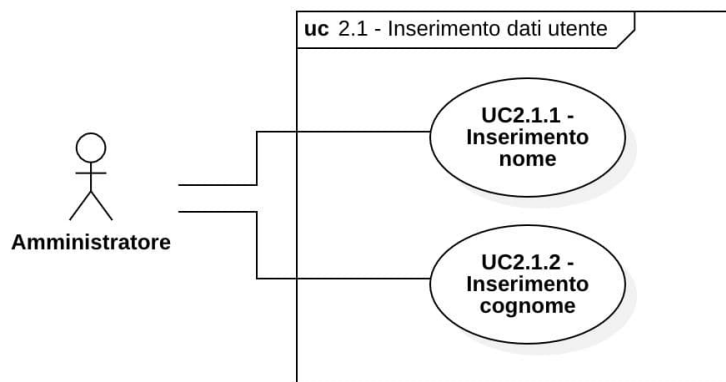 uc 2.1 - Inserimento dati utente
UC2.1.1 -
Inserimento
nome
Amministratore
UC2.1.2 -
Inserimento
cognome